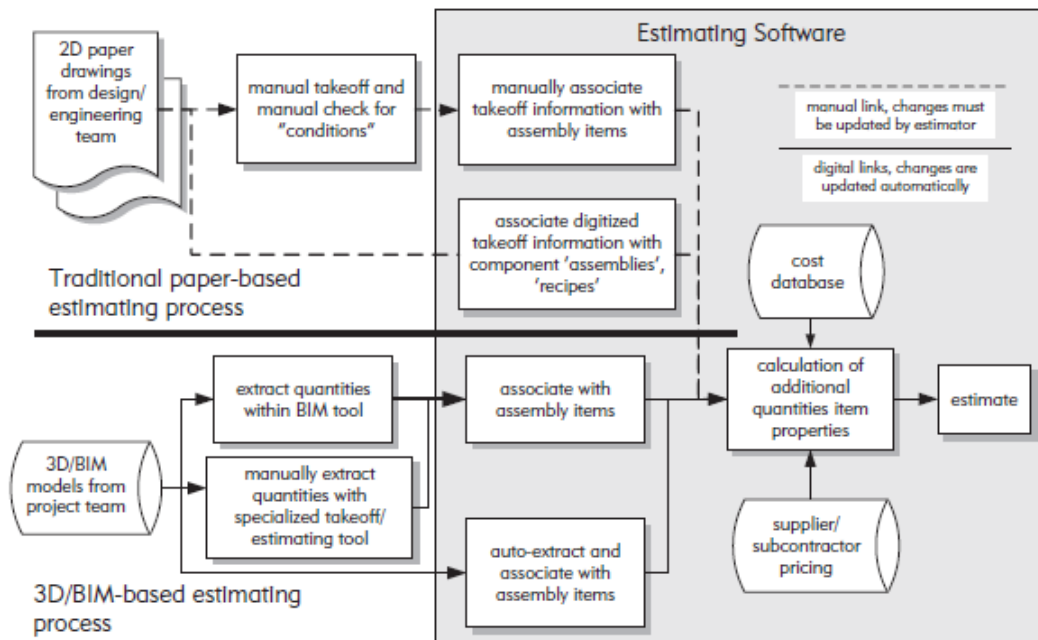 Estimating Software
2D paper
drawings
from design/
engineering
team
manual takeoff and
manual check for
"conditions"
manually associate
takeoff information with
assembly items
manual link, changes must
be updated by estimator
digital links, changes are
updated automatically
associate digitized
takeoff information with
component 'assemblies',
'recipes'
Traditional paper-based
estimating process
cost
database
extract quantities
within BIM tool
associate with
assembly items
calculation of
additional
quantities item
properties
estimate
3D/BIM
models from
project team
manually extract
quantities with
specialized takeoff/
estimating tool
auto-extract and
associate with
assembly items
supplier/
subcontractor
pricing
3D/BIM-based estimating
process